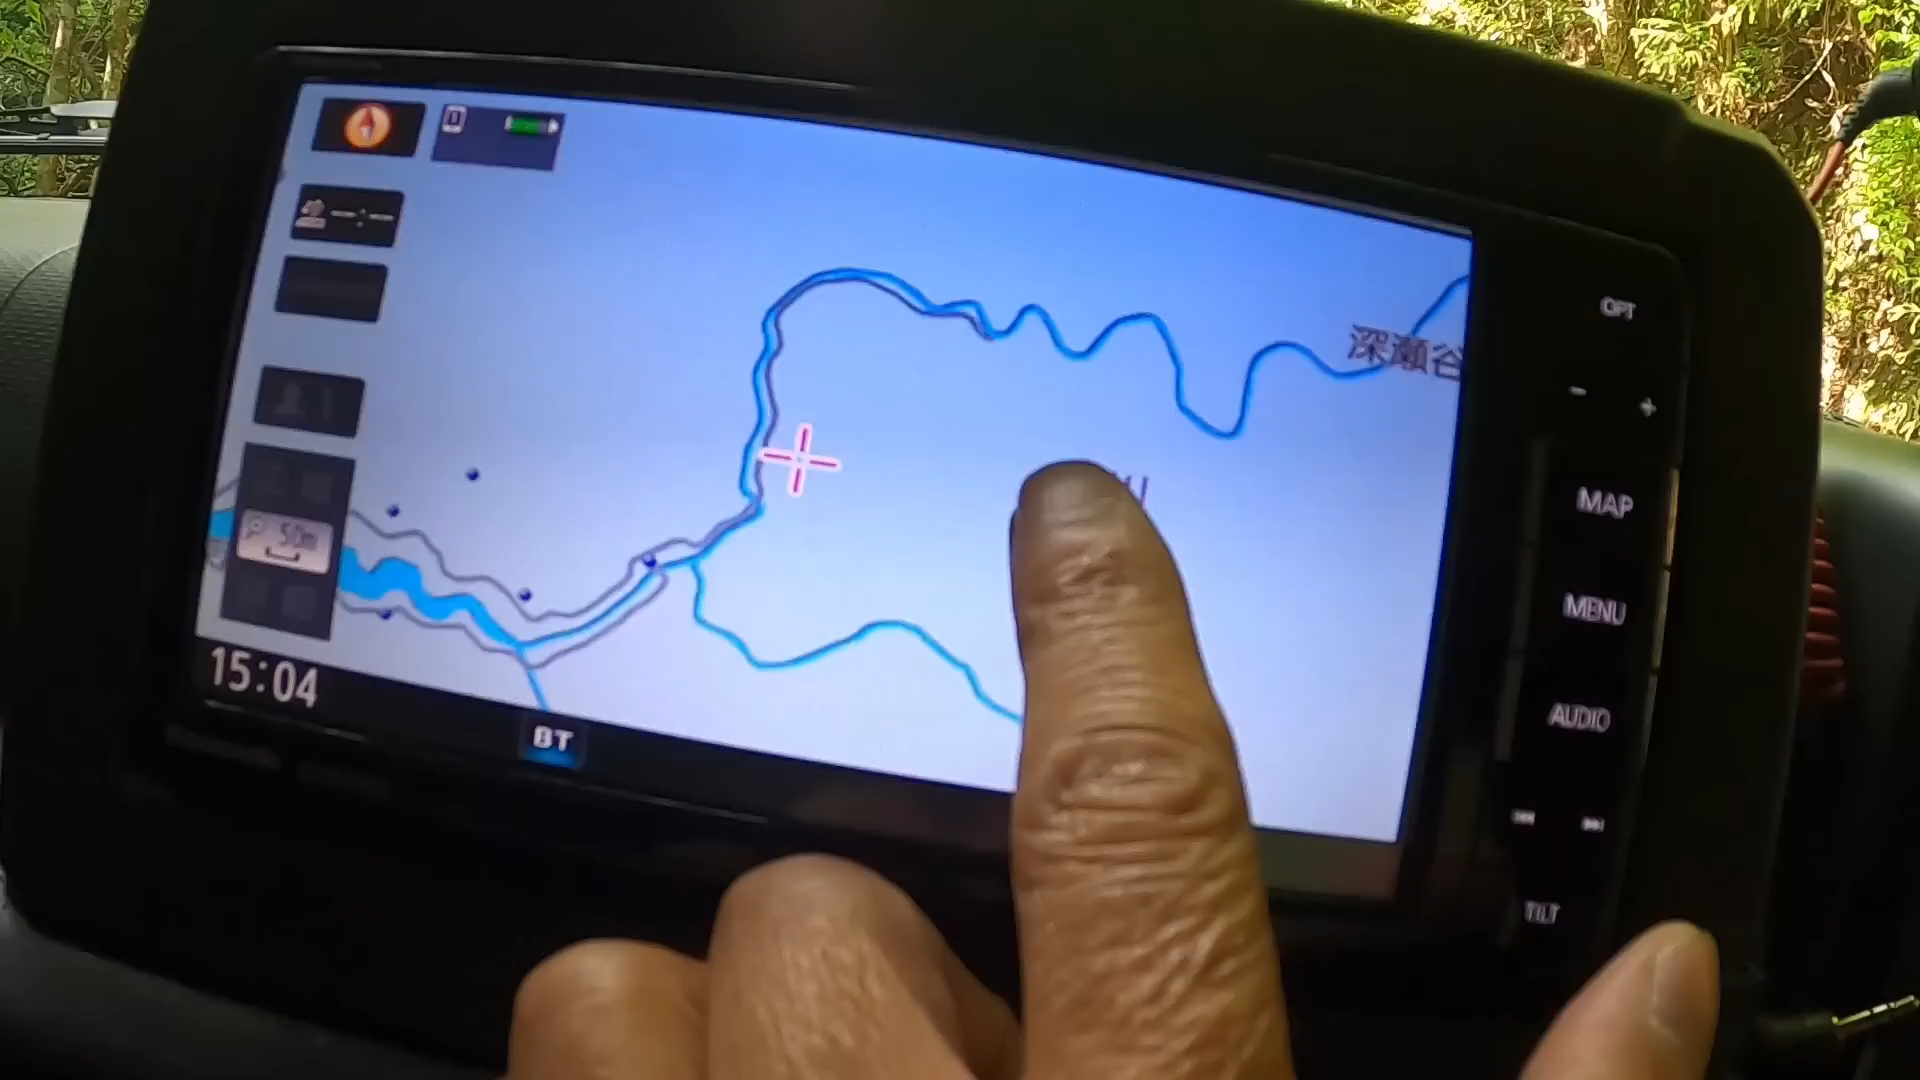 深瀬谷
50m
15:04
BT
OPT
− +
MAP
MENU
AUDIO
TILT